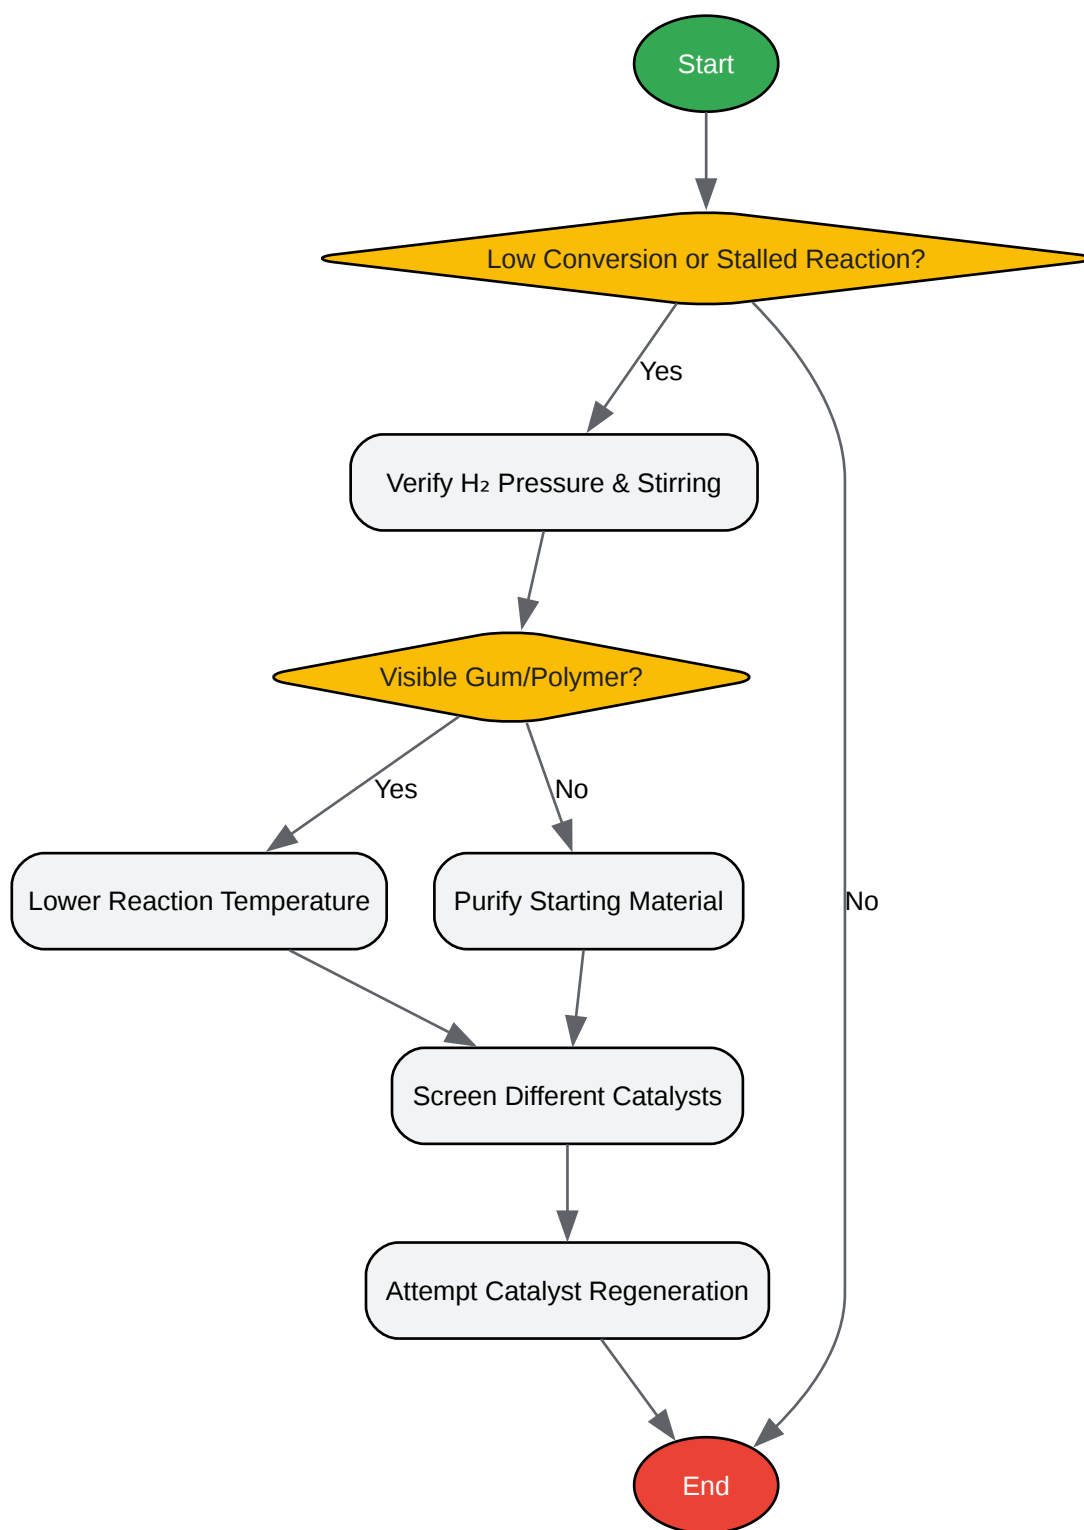 Start
Low Conversion or Stalled Reaction?
Yes
Verify H₂ Pressure & Stirring
Visible Gum/Polymer?
Yes
No
Lower Reaction Temperature
Purify Starting Material
No
Screen Different Catalysts
Attempt Catalyst Regeneration
End